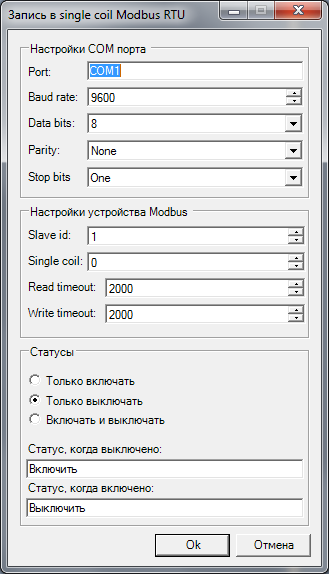 Запись в single coil Modbus RTU
Настройки COM порта
Port: COM1
Baud rate: 9600
Data bits: 8
Parity: None
Stop bits One
Настройки устройства Modbus
Slave id: 1
Single coil: 0
Read timeout: 2000
Write timeout: 2000
Статусы
Только включать
Только выключать
Включать и выключать
Статус, когда выключено:
Включить
Статус, когда включено:
Выключить
Ok Отмена